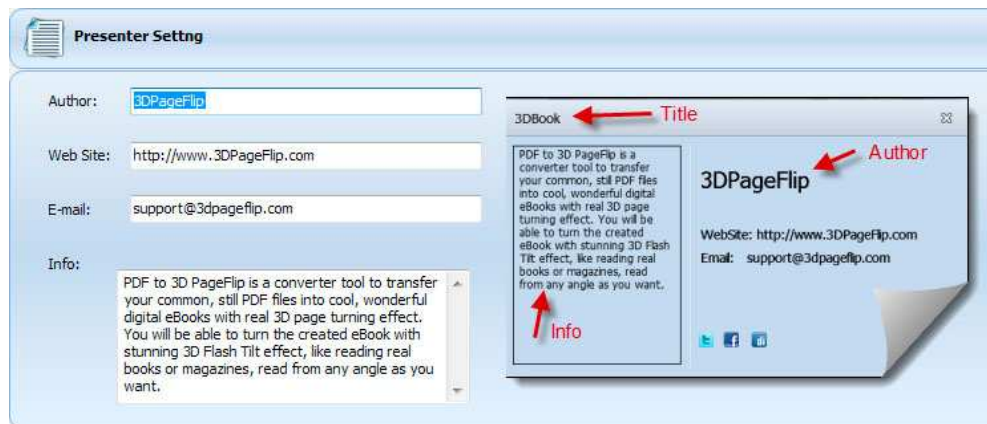 Presenter Settng
Author:
3DPageFlip
Web Site:
http://www.3DPageFlip.com
E-mail:
support@3dpageflip.com
Info:
PDF to 3D PageFlip is a converter tool to transfer
your common, still PDF files into cool, wonderful
digital eBooks with real 3D page turning effect.
You will be able to turn the created eBook with
stunning 3D Flash Tilt effect, like reading real
books or magazines, read from any angle as you
want.
3DBook
Title
PDF to 3D PageFlip is a
converter tool to transfer
your common, still PDF files
into cool, wonderful digital
eBooks with real 3D page
turning effect. You will be
able to turn the created
eBook with stunning 3D Flash
Tilt effect, like reading real
books or magazines, read
from any angle as you want.
Info
Author
3DPageFlip
WebSite: http://www.3DPageFlip.com
Email: support@3dpageflip.com